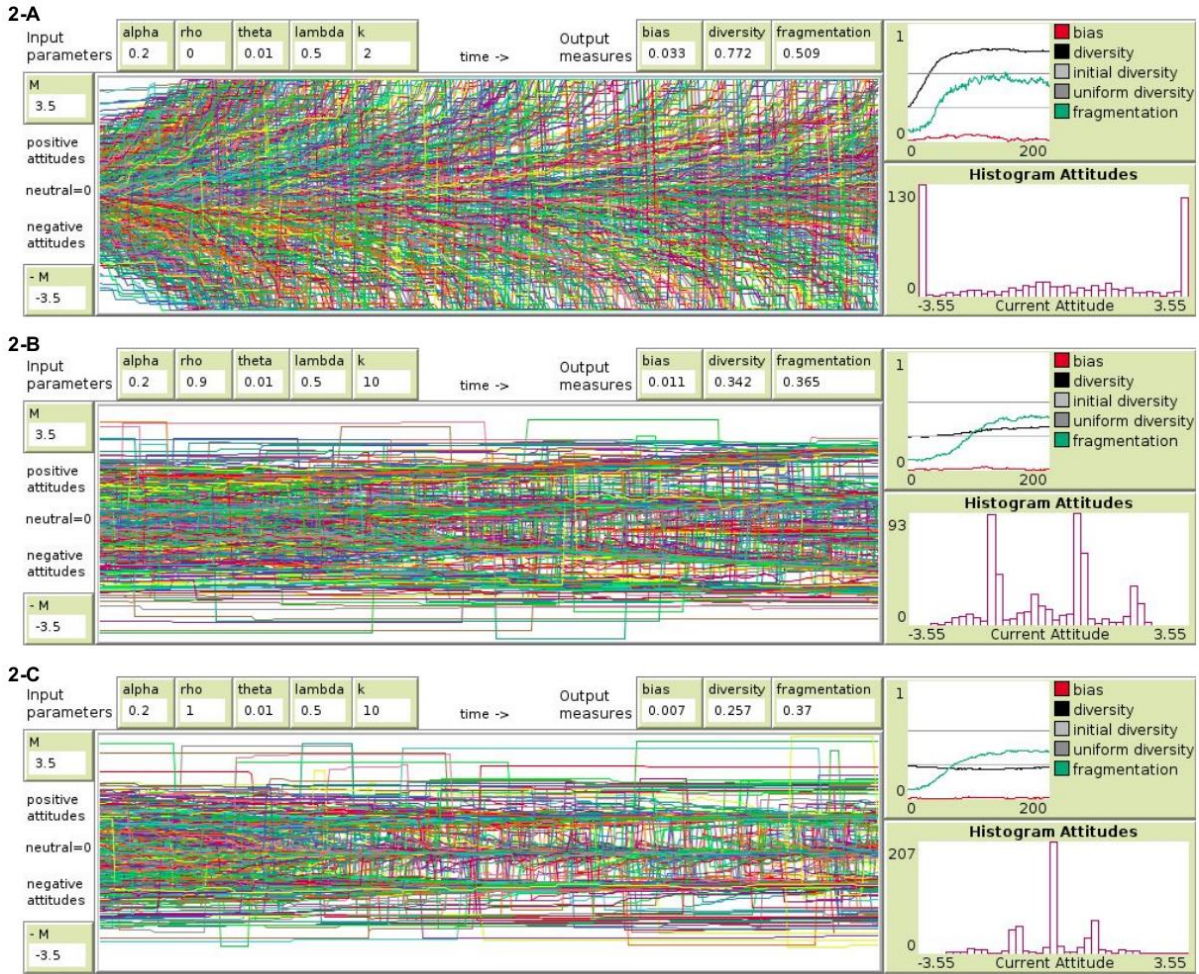 2-A
Input parameters
alpha
0.2
rho
0
theta
0.01
lambda
0.5
k
2
time ->
Output measures
bias
0.033
diversity
0.772
fragmentation
0.509
M
3.5
positive attitudes
neutral=0
negative attitudes
- M
-3.5
1
0
0
200
bias
diversity
initial diversity
uniform diversity
fragmentation
Histogram Attitudes
130
0
-3.55
Current Attitude
3.55
2-B
Input parameters
alpha
0.2
rho
0.9
theta
0.01
lambda
0.5
k
10
time ->
Output measures
bias
0.011
diversity
0.342
fragmentation
0.365
M
3.5
positive attitudes
neutral=0
negative attitudes
- M
-3.5
1
0
0
200
bias
diversity
initial diversity
uniform diversity
fragmentation
Histogram Attitudes
93
0
-3.55
Current Attitude
3.55
2-C
Input parameters
alpha
0.2
rho
1
theta
0.01
lambda
0.5
k
10
time ->
Output measures
bias
0.007
diversity
0.257
fragmentation
0.37
M
3.5
positive attitudes
neutral=0
negative attitudes
- M
-3.5
1
0
0
200
bias
diversity
initial diversity
uniform diversity
fragmentation
Histogram Attitudes
207
0
-3.55
Current Attitude
3.55